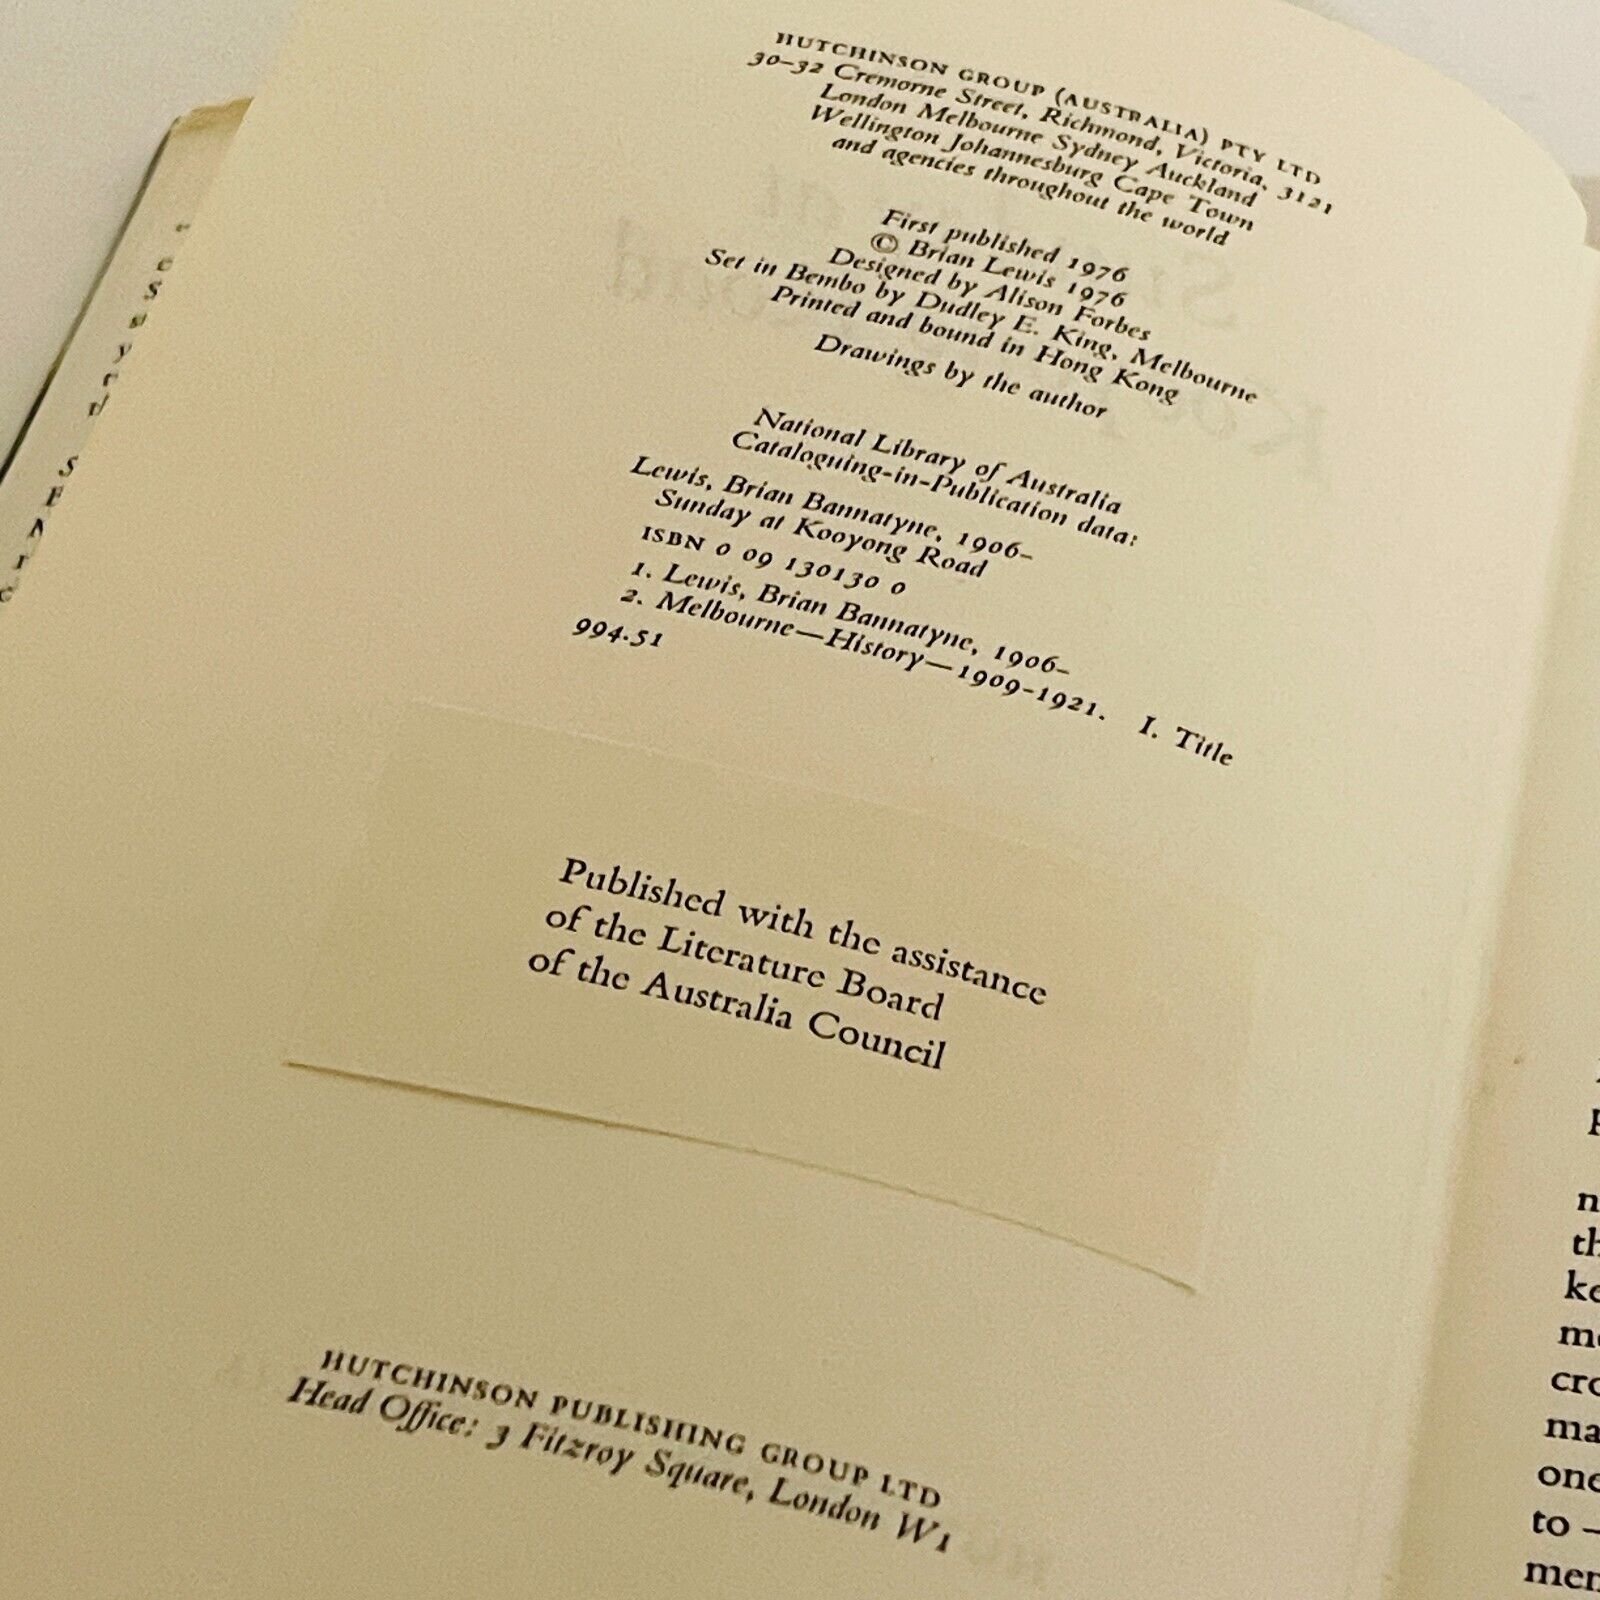 HUTCHINSON GROUP (AUSTRALIA) PTY LTD
30–32 Cremorne Street, Richmond, Victoria, 3121
London Melbourne Sydney Auckland
Wellington Johannesburg Cape Town
and agencies throughout the world
First published 1976
© Brian Lewis 1976
Designed by Alison Forbes
Set in Bembo by Dudley E. King, Melbourne
Printed and bound in Hong Kong
Drawings by the author
National Library of Australia
Cataloguing-in-Publication data:
Lewis, Brian Bannatyne, 1906–
Sunday at Kooyong Road
ISBN 0 09 130130 0
1. Lewis, Brian Bannatyne, 1906–
2. Melbourne—History—1909-1921. I. Title
994.51
Published with the assistance
of the Literature Board
of the Australia Council
HUTCHINSON PUBLISHING GROUP LTD
Head Office: 3 Fitzroy Square, London W1
to –